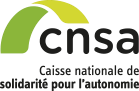 cnsa
Caisse nationale de
solidarité pour l'autonomie